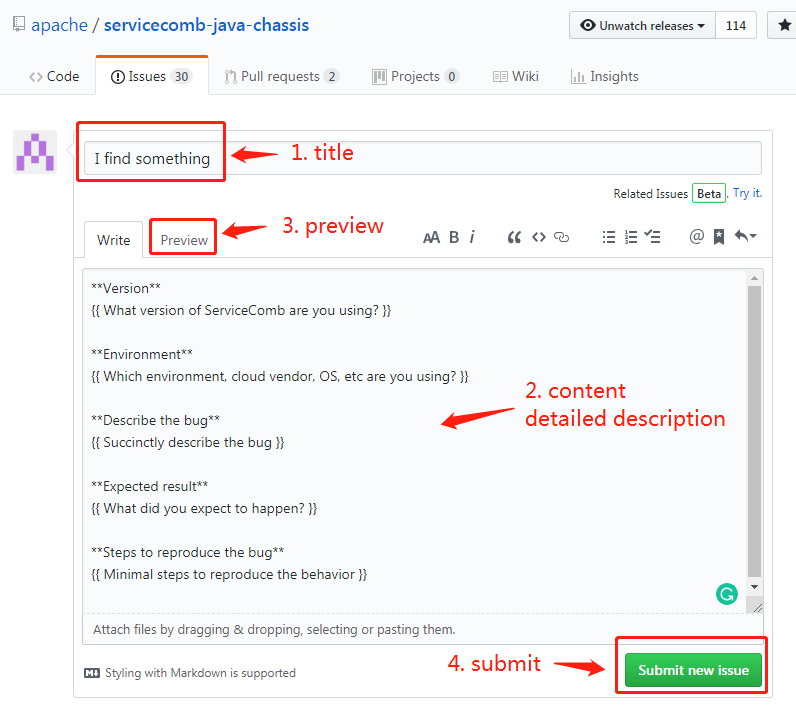 apache / servicecomb-java-chassis
Unwatch releases 114
Code Issues 30 Pull requests 2 Projects 0 Wiki Insights
I find something
1. title
Related Issues Beta . Try it.
Write Preview
3. preview
AA B i “ <> @
**Version**
{{ What version of ServiceComb are you using? }}
**Environment**
{{ Which environment, cloud vendor, OS, etc are you using? }}
2. content
detailed description
**Describe the bug**
{{ Succinctly describe the bug }}
**Expected result**
{{ What did you expect to happen? }}
**Steps to reproduce the bug**
{{ Minimal steps to reproduce the behavior }}
Attach files by dragging & dropping, selecting or pasting them.
4. submit
Styling with Markdown is supported
Submit new issue